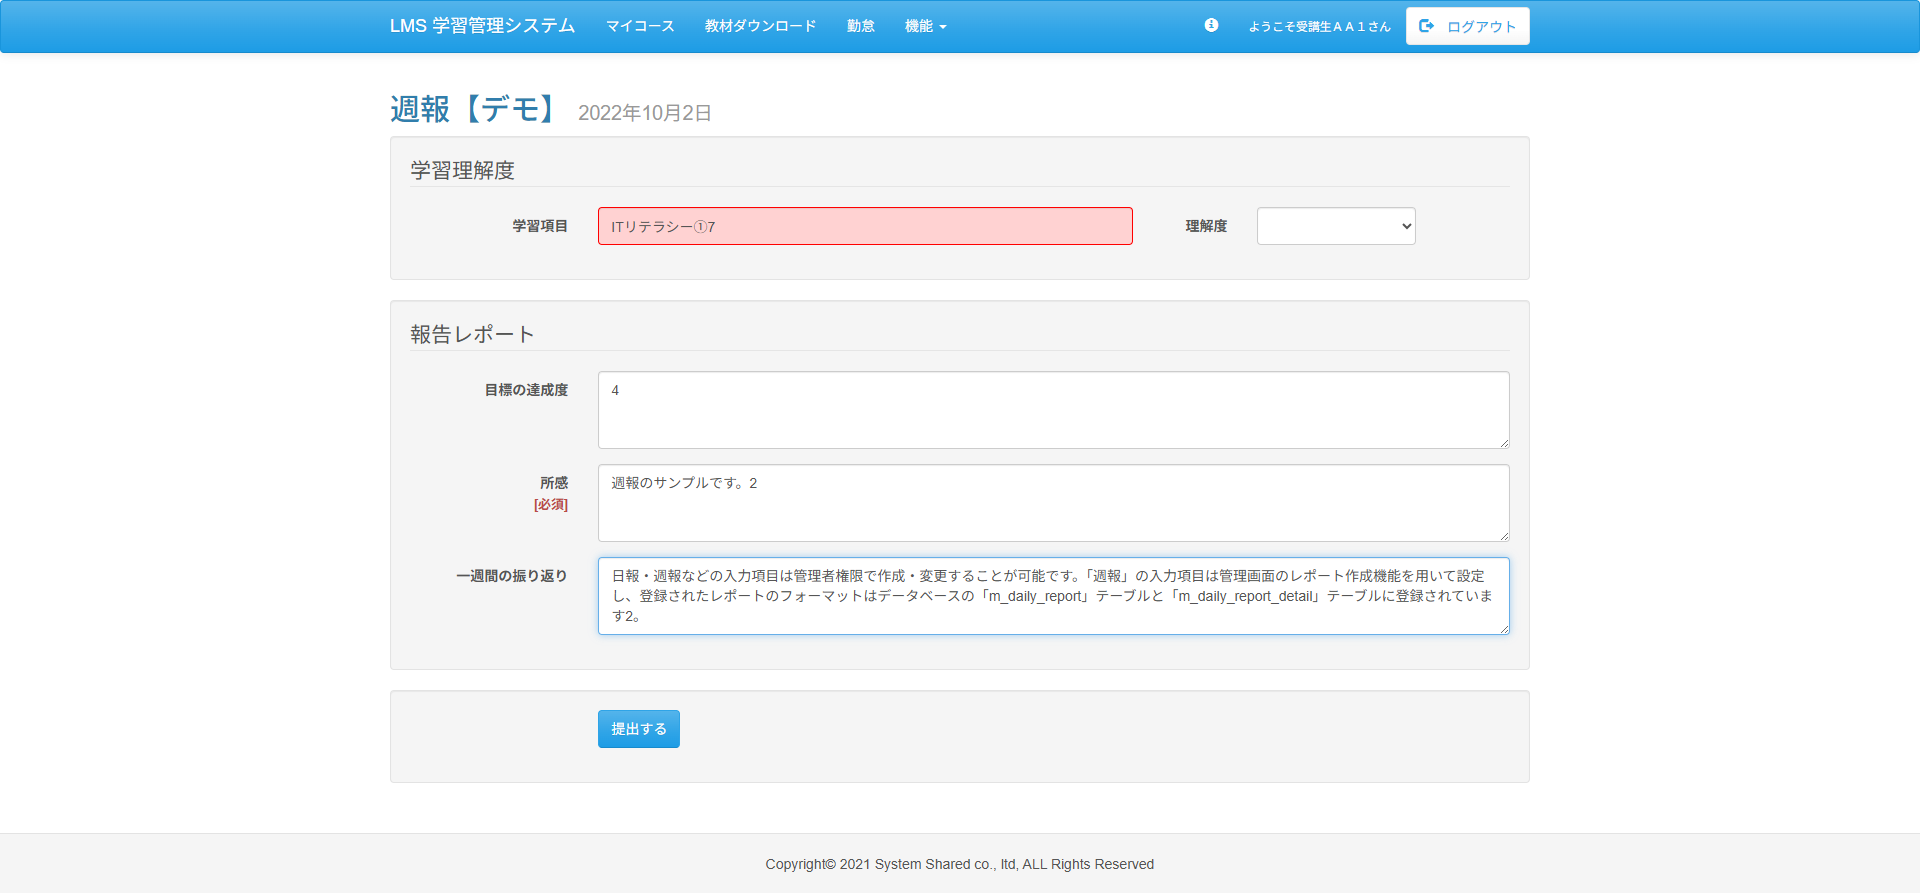 LMS 学習管理システム マイコース 教材ダウンロード 勤怠 機能 ようこそ受講生ＡＡ１さん ログアウト
週報【デモ】 2022年10月2日
学習理解度
学習項目 ITリテラシー①7 理解度
報告レポート
目標の達成度 4
所感 週報のサンプルです。2
[必須]
一週間の振り返り 日報・週報などの入力項目は管理者権限で作成・変更することが可能です。「週報」の入力項目は管理画面のレポート作成機能を用いて設定
し、登録されたレポートのフォーマットはデータベースの「m_daily_report」テーブルと「m_daily_report_detail」テーブルに登録されていま
す2。
提出する
Copyright© 2021 System Shared co., ltd, ALL Rights Reserved